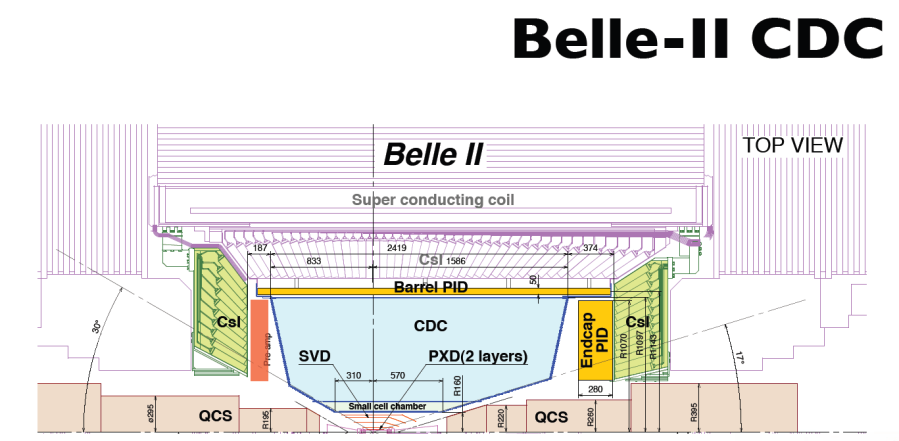 Belle-II CDC
Belle II
TOP VIEW
Super conducting coil
187
2419
374
833
CsI
1586
50
Barrel PID
CsI
Pre-amp
CDC
Endcap PID
CsI
R1070
R1097
R1143
30°
17°
SVD
PXD(2 layers)
310
570
R160
280
Small cell chamber
ø295
QCS
R195
R220
QCS
R260
R395